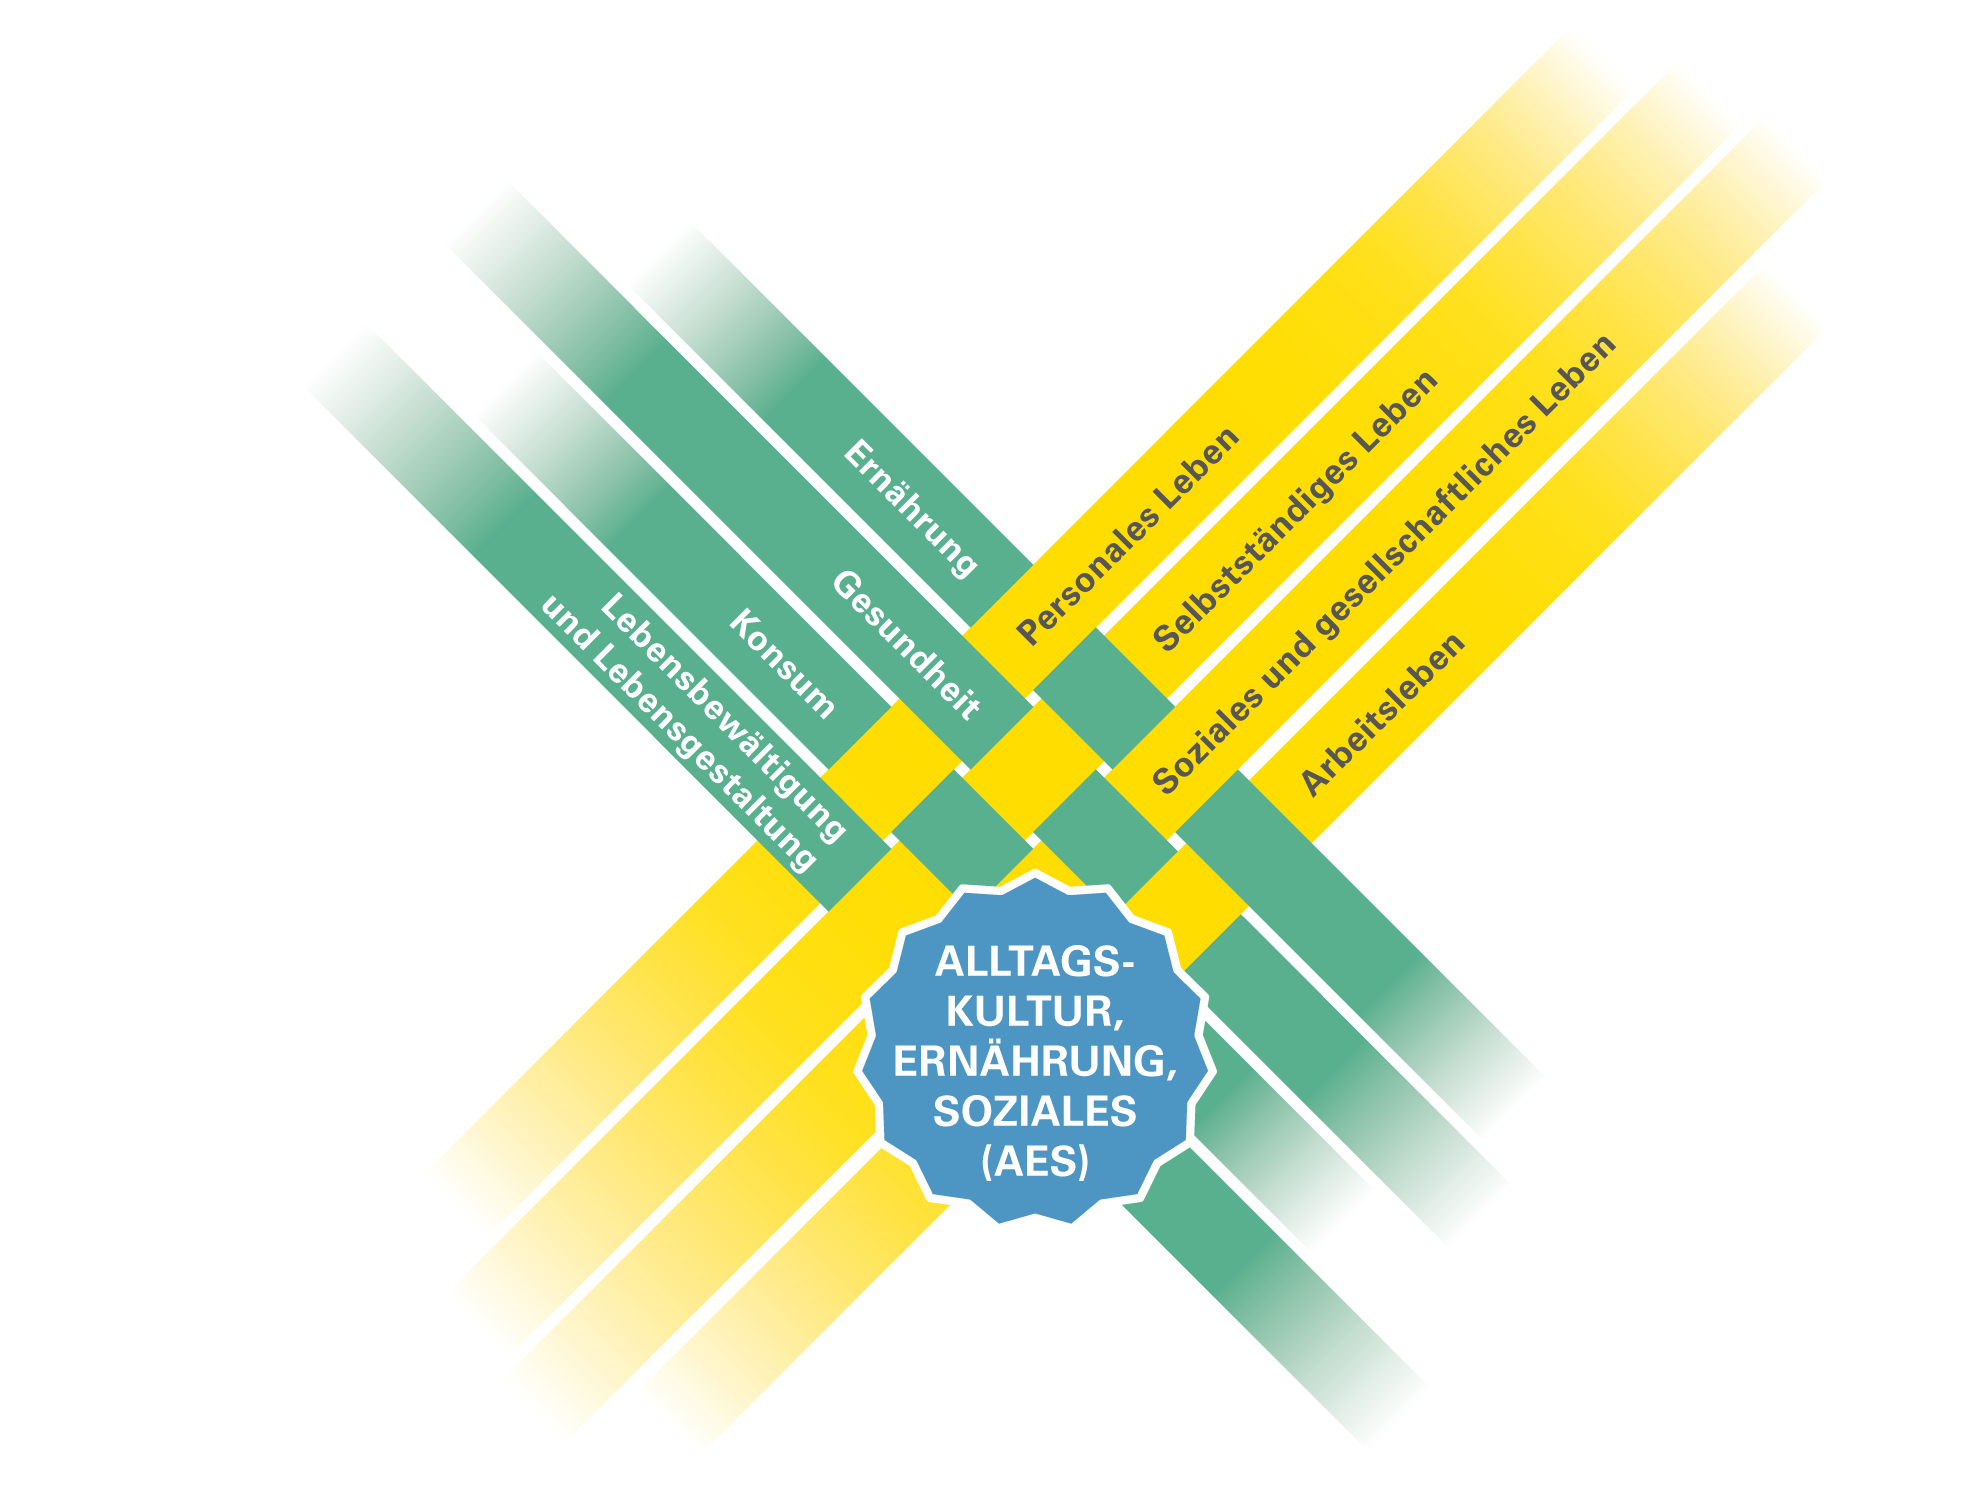 Ernährung
Gesundheit
Konsum
Lebensbewältigung
und Lebensgestaltung
Personales Leben
Selbstständiges Leben
Soziales und gesellschaftliches Leben
Arbeitsleben
ALLTAGS-
KULTUR,
ERNÄHRUNG,
SOZIALES
(AES)